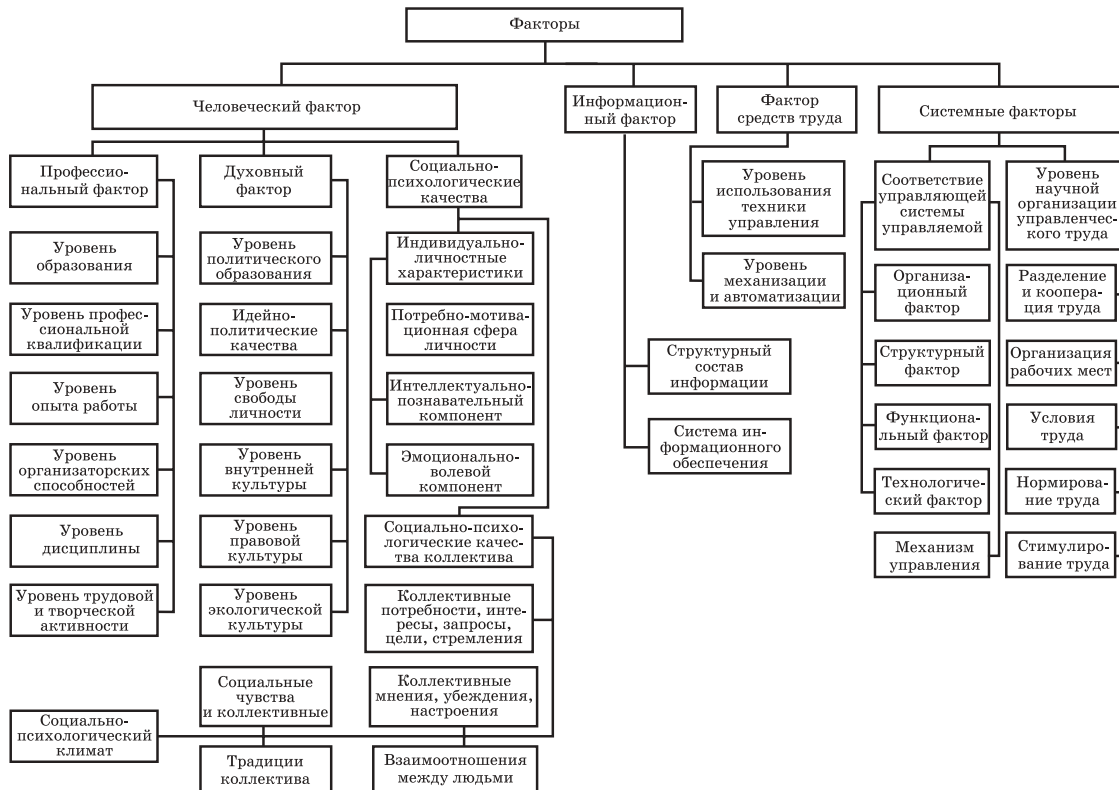 Факторы
Человеческий фактор
Информацион-
ный фактор
Фактор
средств труда
Системные факторы
Профессио-
нальный фактор
Уровень
образования
Уровень профес-
сиональной
квалификации
Уровень
опыта работы
Уровень
организаторских
способностей
Уровень
дисциплины
Уровень трудовой
и творческой
активности
Духовный
фактор
Уровень
политического
образования
Идейно-
политические
качества
Уровень
свободы
личности
Уровень
внутренней
культуры
Уровень
правовой
культуры
Уровень
экологической
культуры
Социально-
психологические
качества
Индивидуально-
личностные
характеристики
Потребно-мотива-
ционная сфера
личности
Интеллектуально-
познавательный
компонент
Эмоционально-
волевой
компонент
Социально-психо-
логические качес-
тва коллектива
Коллективные
потребности, инте-
ресы, запросы,
цели, стремления
Социальные
чувства
и коллективные
Коллективные
мнения, убеждения,
настроения
Социально-
психологический
климат
Традиции
коллектива
Взаимоотношения
между людьми
Структурный
состав
информации
Система ин-
формационного
обеспечения
Уровень
использования
техники
управления
Уровень
механизации
и автоматизации
Соответствие
управляющей
системы
управляемой
Организа-
ционный
фактор
Структурный
фактор
Функциональ-
ный фактор
Технологичес-
кий фактор
Механизм
управления
Уровень
научной
организации
управленчес-
кого труда
Разделение
и коопера-
ция труда
Организация
рабочих мест
Условия
труда
Нормирова-
ние труда
Стимулиро-
вание труда